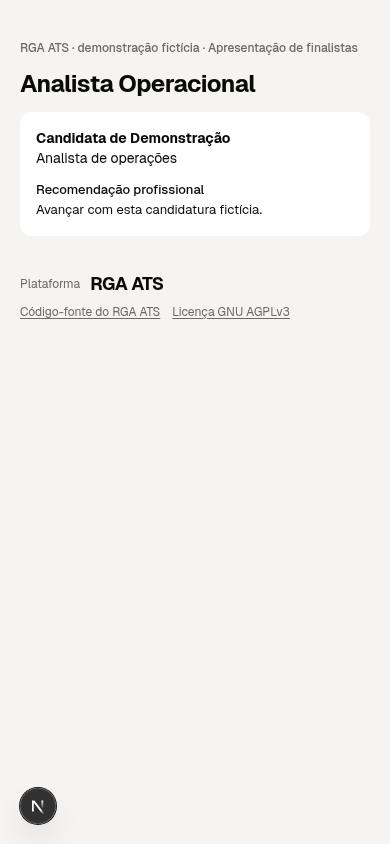 RGA ATS · demonstração fictícia · Apresentação de finalistas
Analista Operacional
Candidata de Demonstração
Analista de operações
Recomendação profissional
Avançar com esta candidatura fictícia.
Plataforma RGA ATS
Código-fonte do RGA ATS Licença GNU AGPLv3
N